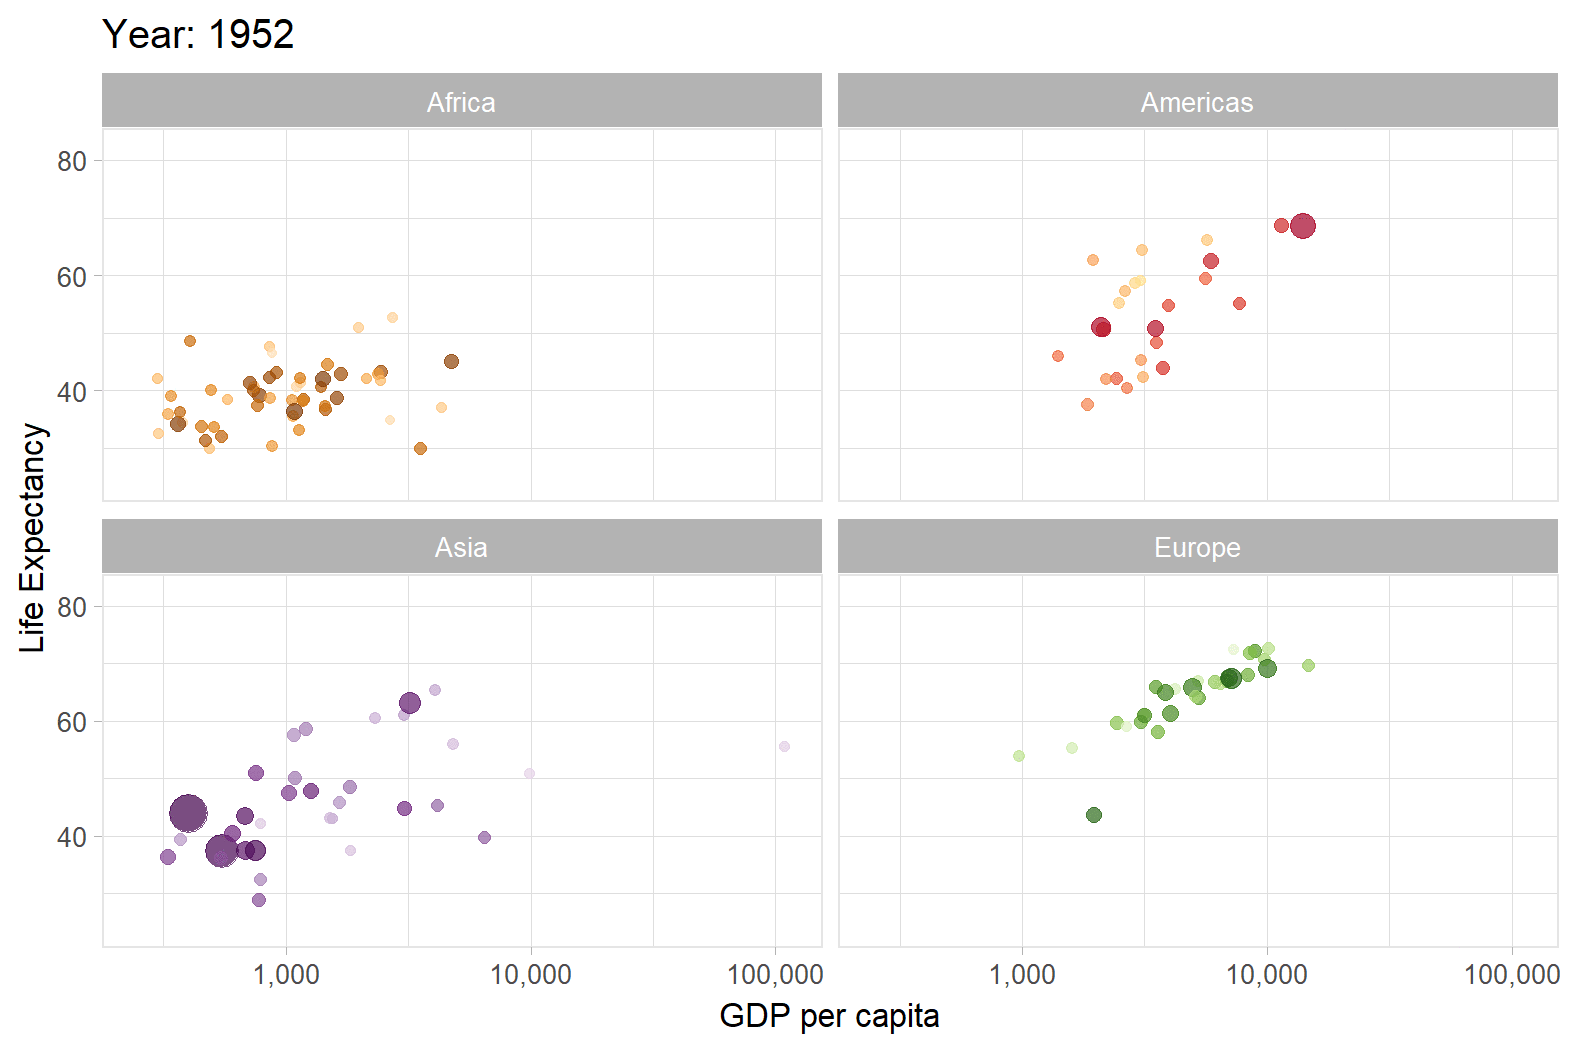 Year: 1952
Africa
Americas
80
60
40
Asia
Europe
80
60
40
1,000
10,000
100,000
1,000
10,000
100,000
Life Expectancy
GDP per capita